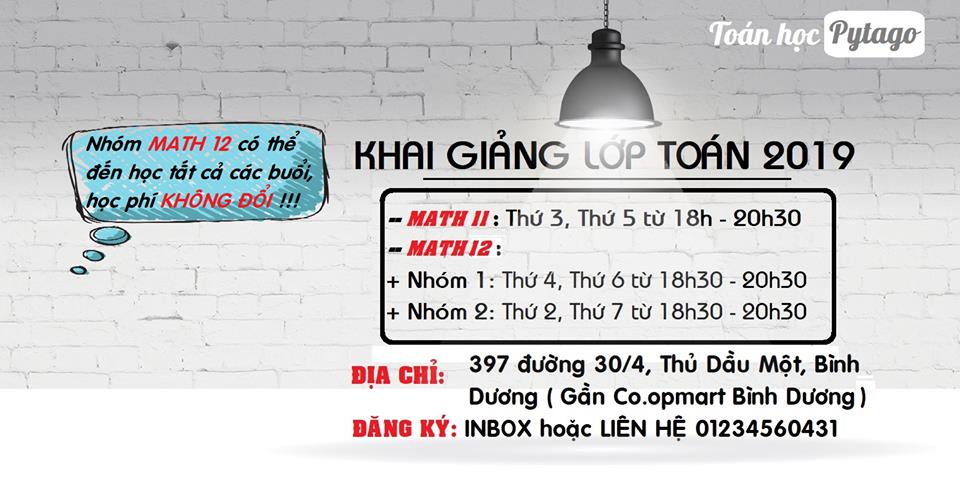 Toán học Pytago
Nhóm MATH 12 có thể
đến học tất cả các buổi,
học phí KHÔNG ĐỔI !!!
KHAI GIẢNG LỚP TOÁN 2019
-- MATH 11 : Thứ 3, Thứ 5 từ 18h - 20h30
-- MATH12 :
+ Nhóm 1: Thứ 4, Thứ 6 từ 18h30 - 20h30
+ Nhóm 2: Thứ 2, Thứ 7 từ 18h30 - 20h30
ĐỊA CHỈ: 397 đường 30/4, Thủ Dầu Một, Bình
Dương ( Gần Co.opmart Bình Dương )
ĐĂNG KÝ: INBOX hoặc LIÊN HỆ 01234560431